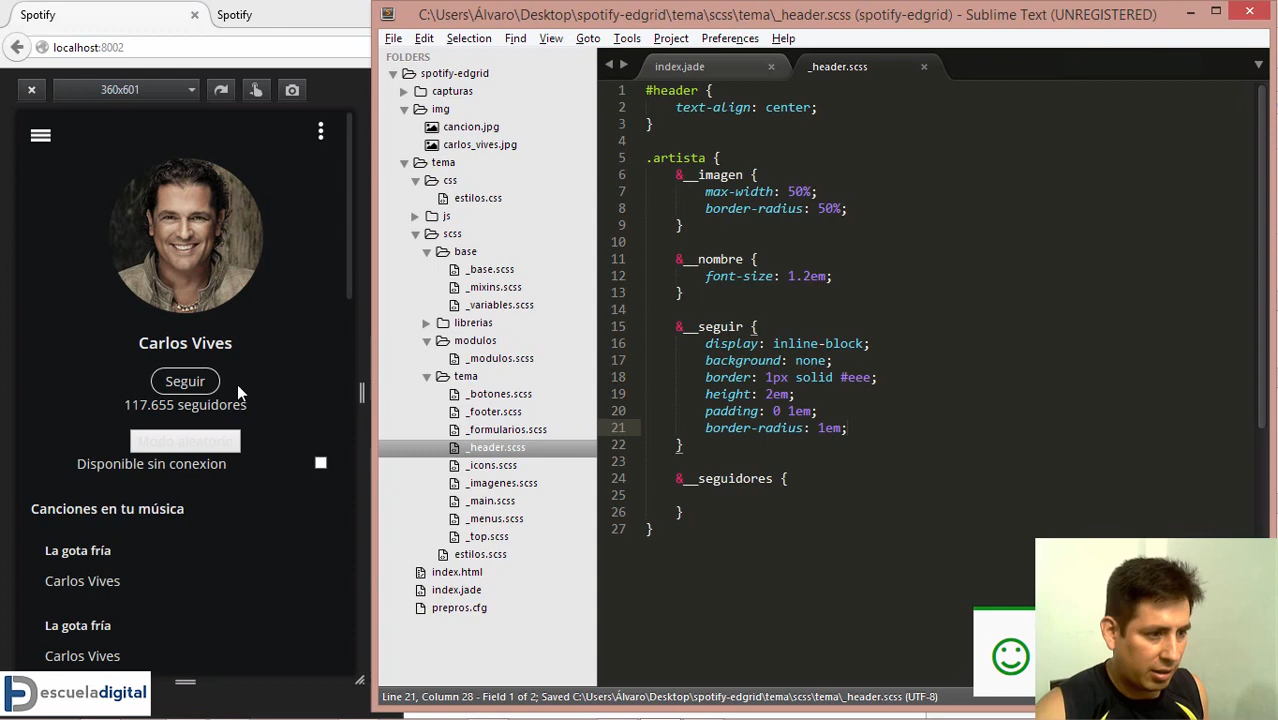 Spotify
Spotify
C:\Users\Álvaro\Desktop\spotify-edgrid\tema\scss\tema\_header.scss (spotify-edgrid) - Sublime Text (UNREGISTERED)
localhost:8002
File Edit Selection Find View Goto Tools Project Preferences Help
360x601
FOLDERS
spotify-edgrid
capturas
img
cancion.jpg
carlos_vives.jpg
tema
css
estilos.css
js
scss
base
_base.scss
_mixins.scss
_variables.scss
librerias
modulos
_modulos.scss
tema
_botones.scss
_footer.scss
_formularios.scss
_header.scss
_icons.scss
_imagenes.scss
_main.scss
_menus.scss
_top.scss
estilos.scss
index.html
index.jade
prepros.cfg
index.jade
_header.scss
1 #header {
2 text-align: center;
3 }
4
5 .artista {
6 &__imagen {
7 max-width: 50%;
8 border-radius: 50%;
9 }
10
11 &__nombre {
12 font-size: 1.2em;
13 }
14
15 &__seguir {
16 display: inline-block;
17 background: none;
18 border: 1px solid #eee;
19 height: 2em;
20 padding: 0 1em;
21 border-radius: 1em;
22 }
23
24 &__seguidores {
25
26 }
27 }
Carlos Vives
Seguir
117.655 seguidores
Modo aleatorio
Disponible sin conexion
Canciones en tu música
La gota fría
Carlos Vives
La gota fría
Carlos Vives
escueladigital
Line 21, Column 28 - Field 1 of 2; Saved C:\Users\Álvaro\Desktop\spotify-edgrid\tema\scss\tema\_header.scss (UTF-8)